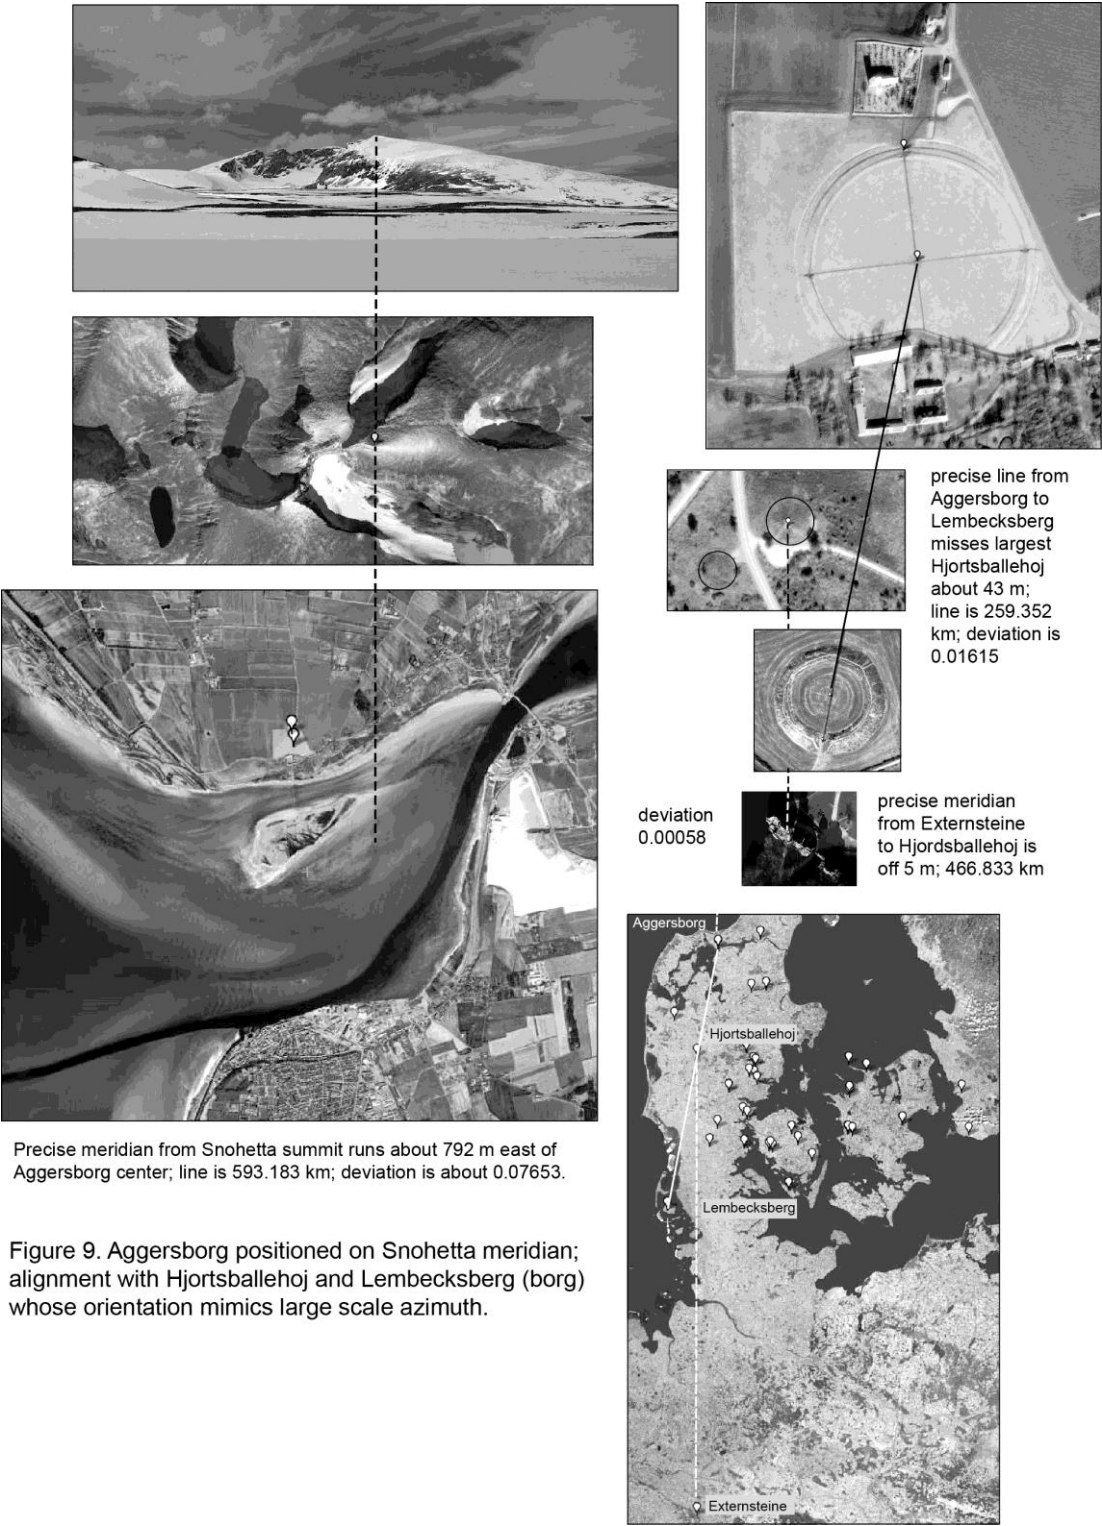 precise line from
Aggersborg to
Lembecksberg
misses largest
Hjortsballehoj
about 43 m;
line is 259.352
km; deviation is
0.01615
deviation
0.00058
precise meridian
from Externsteine
to Hjordsballehoj is
off 5 m; 466.833 km
Aggersborg
Hjortsballehoj
Lembecksberg
Externsteine
Precise meridian from Snohetta summit runs about 792 m east of
Aggersborg center; line is 593.183 km; deviation is about 0.07653.
Figure 9. Aggersborg positioned on Snohetta meridian;
alignment with Hjortsballehoj and Lembecksberg (borg)
whose orientation mimics large scale azimuth.